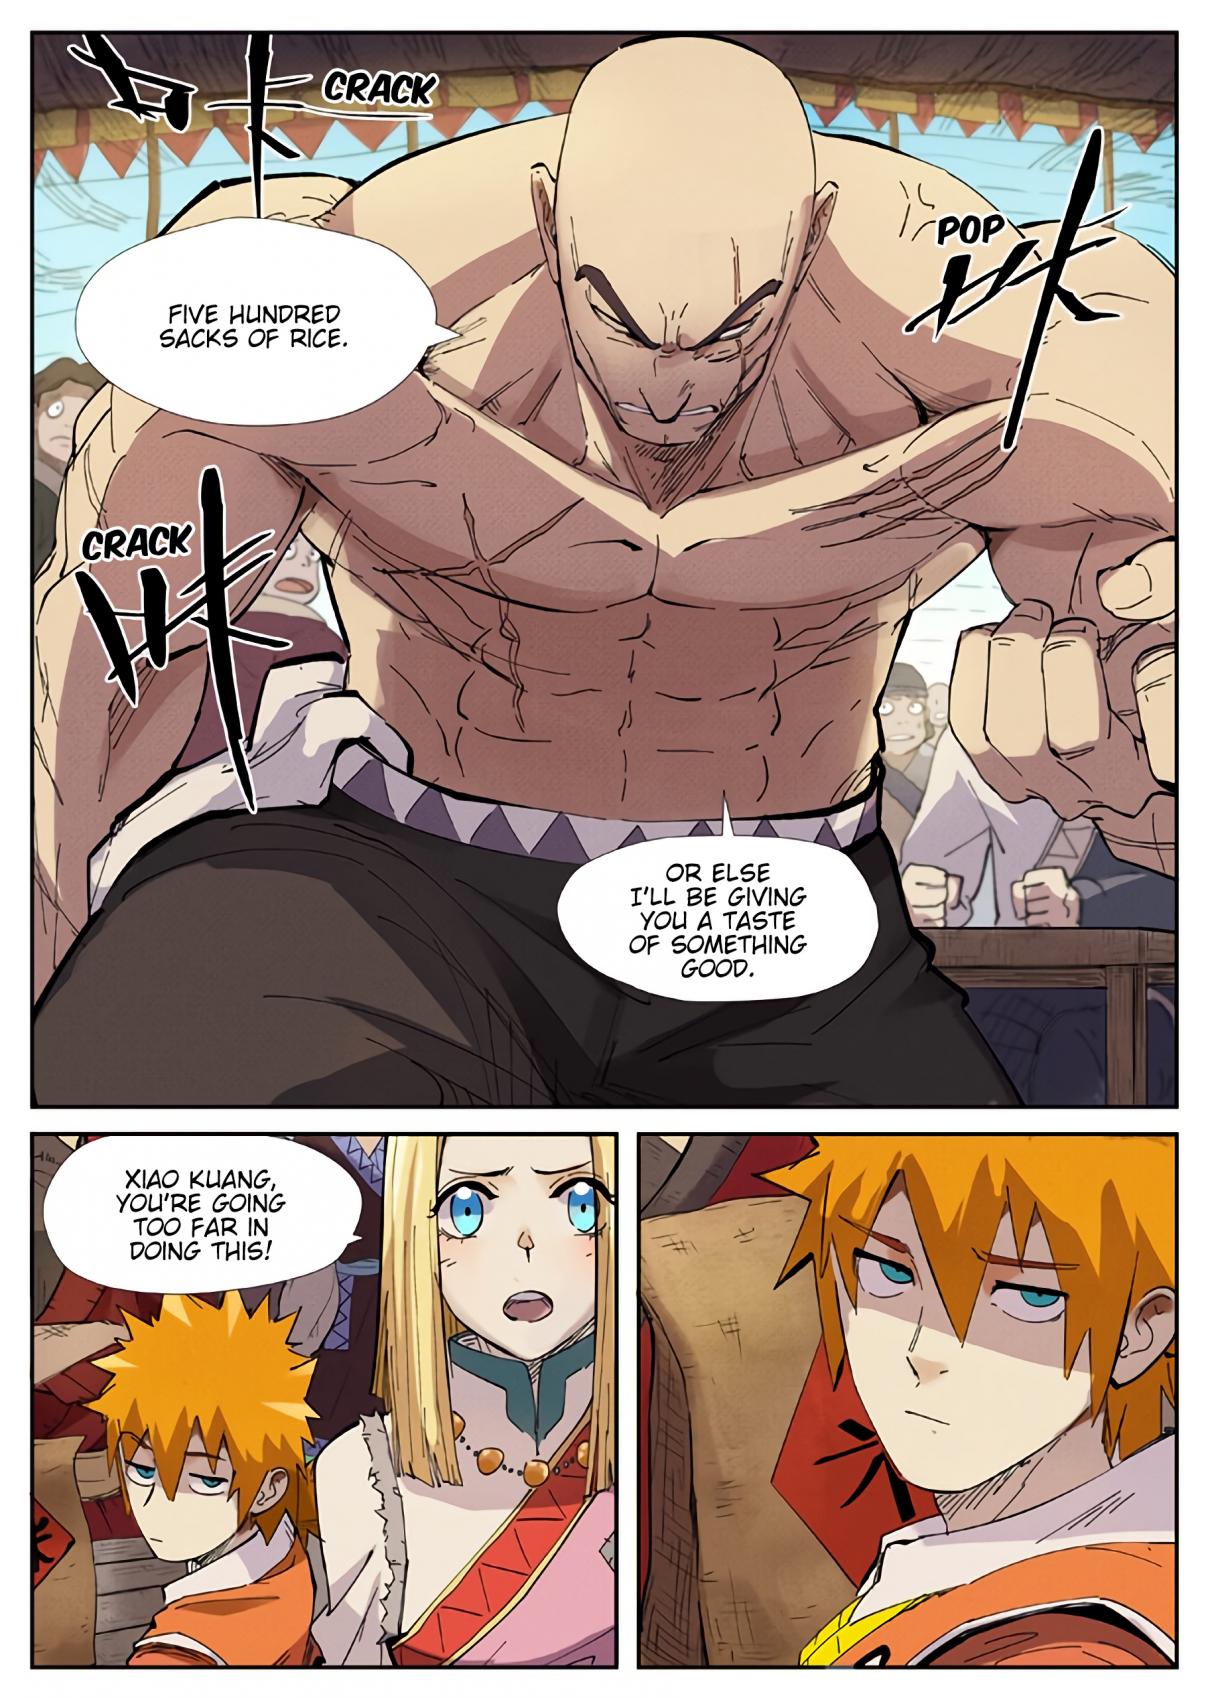 CRACK
POP
FIVE HUNDRED
SACKS OF RICE.
CRACK
OR ELSE
I'LL BE GIVING
YOU A TASTE
OF SOMETHING
GOOD.
XIAO KUANG,
YOU'RE GOING
TOO FAR IN
DOING THIS!